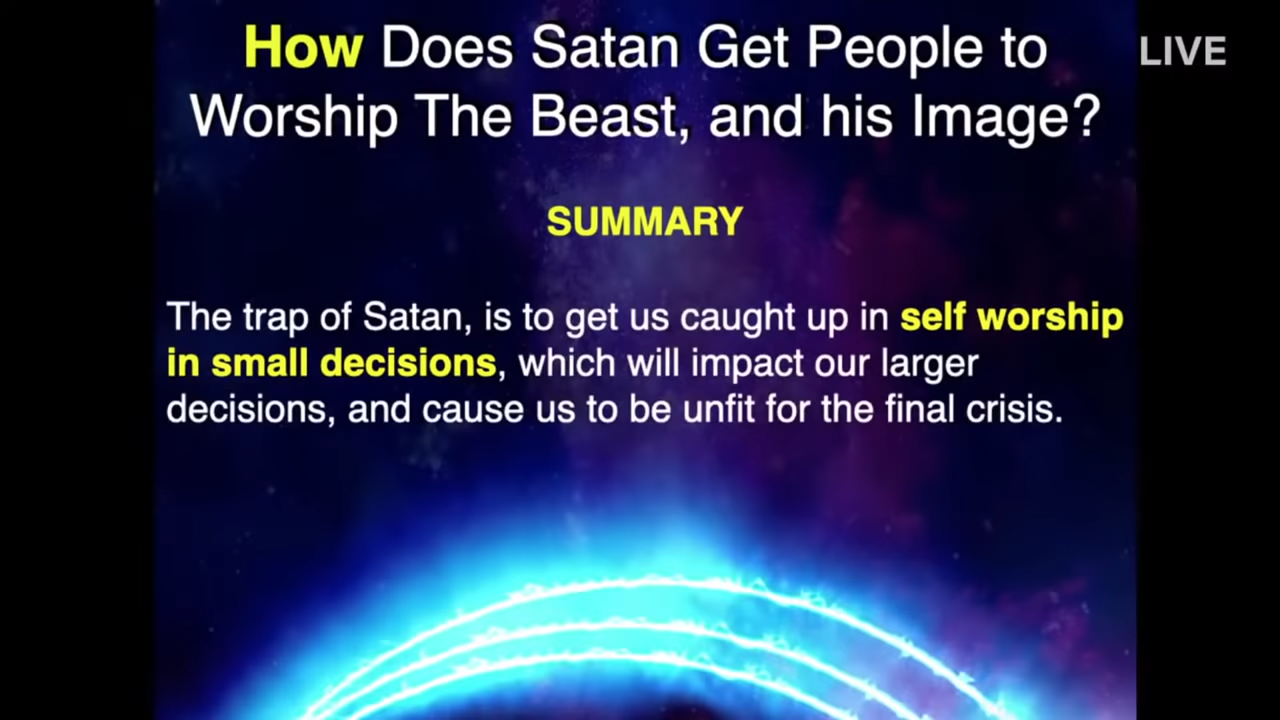 How Does Satan Get People to
Worship The Beast, and his Image?
LIVE
SUMMARY
The trap of Satan, is to get us caught up in self worship
in small decisions, which will impact our larger
decisions, and cause us to be unfit for the final crisis.